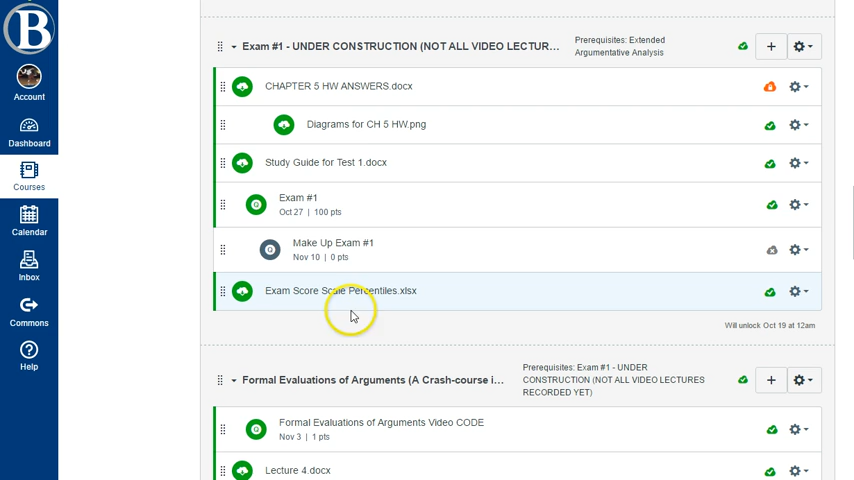 B
Account
Dashboard
Courses
Calendar
Inbox
Commons
Help
Exam #1 - UNDER CONSTRUCTION (NOT ALL VIDEO LECTUR...
Prerequisites: Extended
Argumentative Analysis
CHAPTER 5 HW ANSWERS.docx
Diagrams for CH 5 HW.png
Study Guide for Test 1.docx
Exam #1
Oct 27 | 100 pts
Make Up Exam #1
Nov 10 | 0 pts
Exam Score Scale Percentiles.xlsx
Will unlock Oct 19 at 12am
Formal Evaluations of Arguments (A Crash-course i...
Prerequisites: Exam #1 - UNDER
CONSTRUCTION (NOT ALL VIDEO LECTURES
RECORDED YET)
Formal Evaluations of Arguments Video CODE
Nov 3 | 1 pts
Lecture 4.docx